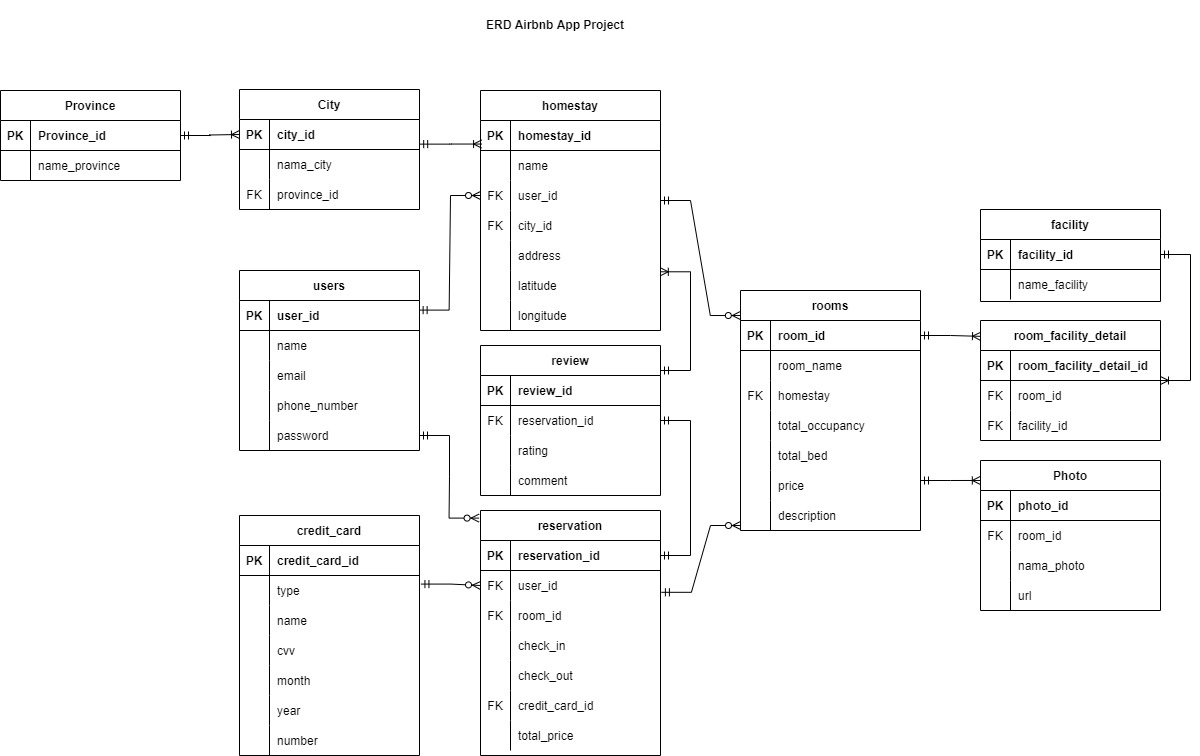 ERD Airbnb App Project
Province
PK Province_id
name_province
City
PK city_id
nama_city
FK province_id
homestay
PK homestay_id
name
FK user_id
FK city_id
address
latitude
longitude
users
PK user_id
name
email
phone_number
password
review
PK review_id
FK reservation_id
rating
comment
credit_card
PK credit_card_id
type
name
cvv
month
year
number
reservation
PK reservation_id
FK user_id
FK room_id
check_in
check_out
FK credit_card_id
total_price
rooms
PK room_id
room_name
FK homestay
total_occupancy
total_bed
price
description
facility
PK facility_id
name_facility
room_facility_detail
PK room_facility_detail_id
FK room_id
FK facility_id
Photo
PK photo_id
FK room_id
nama_photo
url